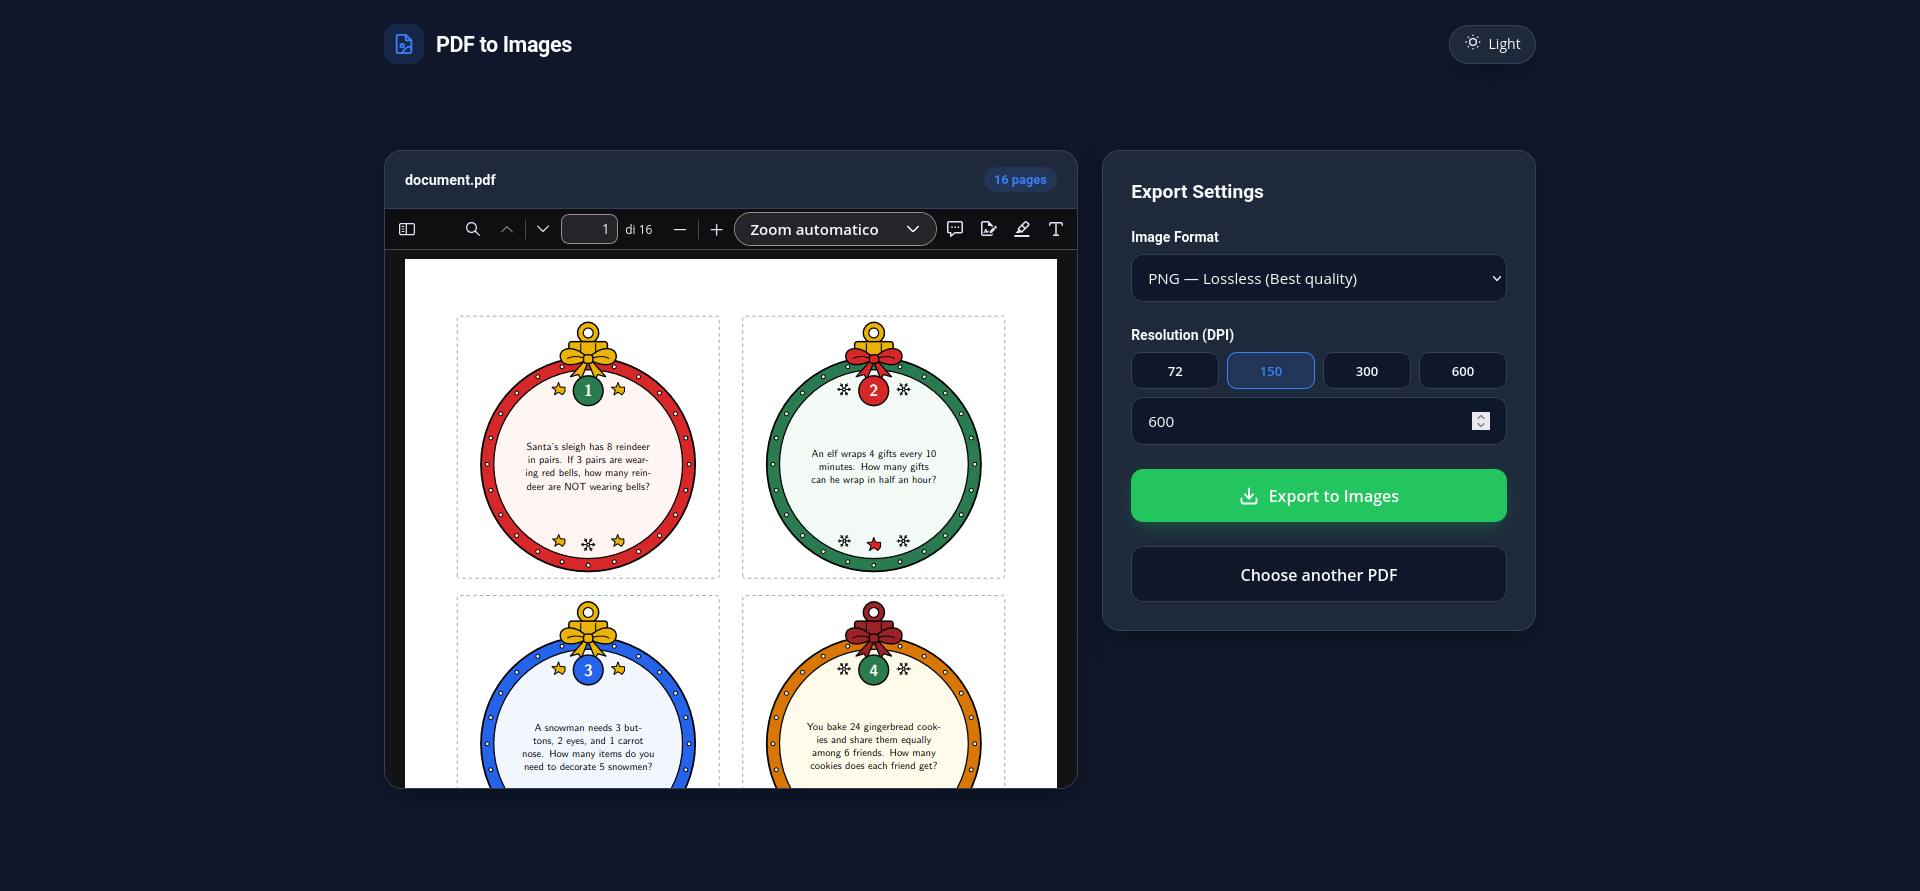 PDF to Images
Light
document.pdf
16 pages
1
di 16
Zoom automatico
1
Santa's sleigh has 8 reindeer
in pairs. If 3 pairs are wear-
ing red bells, how many rein-
deer are NOT wearing bells?
2
An elf wraps 4 gifts every 10
minutes. How many gifts
can he wrap in half an hour?
3
A snowman needs 3 but-
tons, 2 eyes, and 1 carrot
nose. How many items do you
need to decorate 5 snowmen?
4
You bake 24 gingerbread cook-
ies and share them equally
among 6 friends. How many
cookies does each friend get?
Export Settings
Image Format
PNG — Lossless (Best quality)
Resolution (DPI)
72
150
300
600
600
Export to Images
Choose another PDF